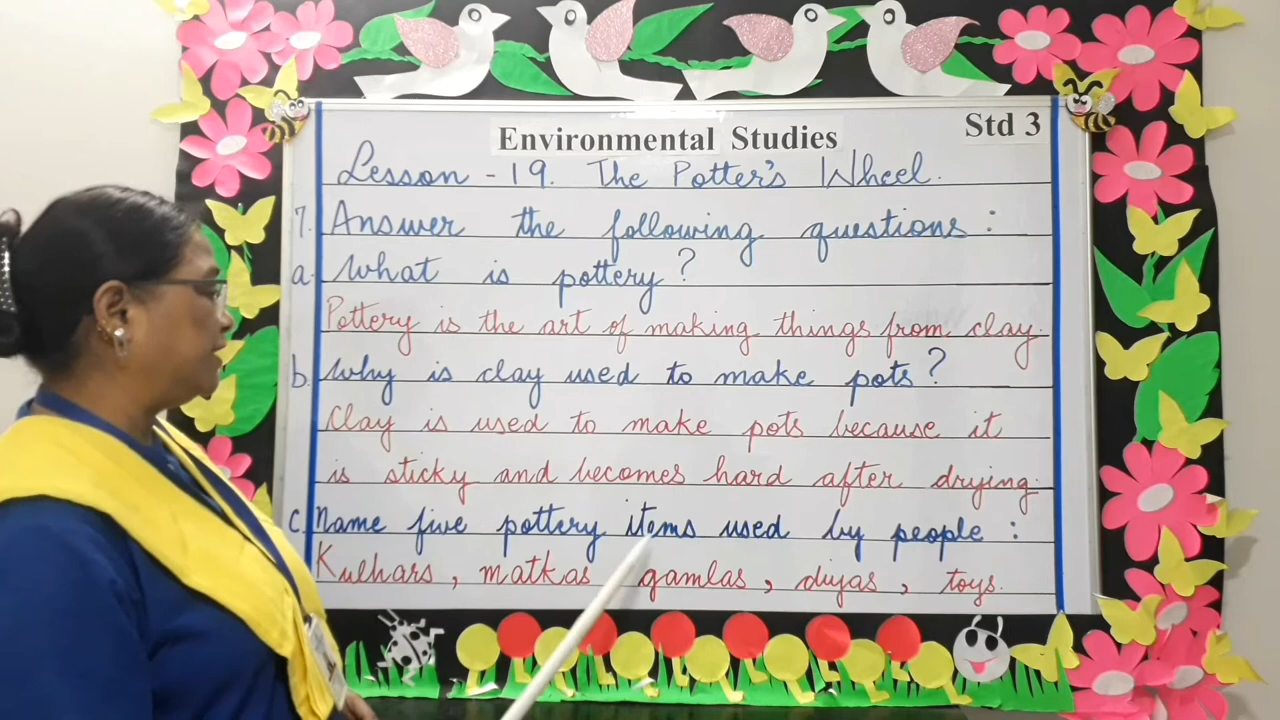 Environmental Studies
Std 3
Lesson - 19. The Potter's Wheel.
7. Answer the following questions :
a. What is pottery ?
Pottery is the art of making things from clay.
b. Why is clay used to make pots ?
Clay is used to make pots because it
is sticky and becomes hard after drying.
c. Name five pottery items used by people :
Kulhars, matkas gamlas, diyas, toys.